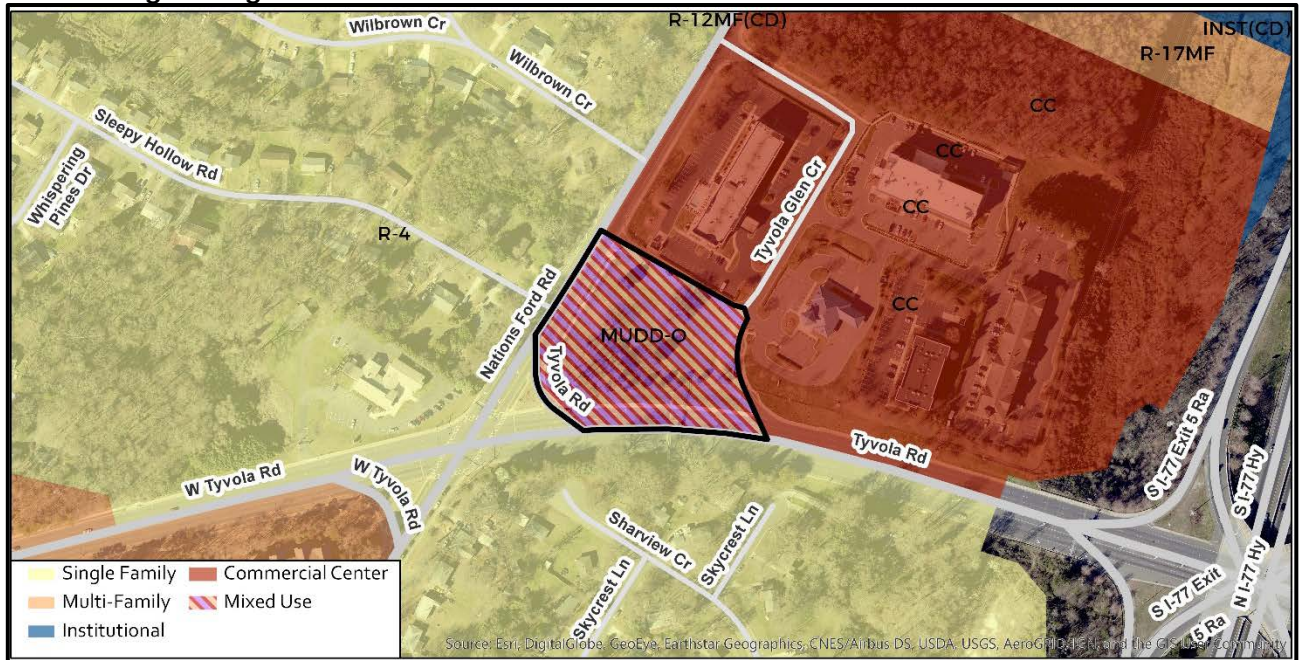 R-12MF(CD)
INST(CD)
R-17MF
Wilbrown Cr
Wilbrown Cr
CC
CC
CC
CC
Sleepy Hollow Rd
Whispering
Pines Dr
R-4
Tyvola Glen Cr
Nations Ford Rd
MUDD-O
Tyvola Rd
Tyvola Rd
W Tyvola Rd
W Tyvola Rd
Sharview Cr
Skycrest Ln
Skycrest Ln
S I-77 Exit 5 Ra
S I-77 Hy
N I-77 Hy
S I-77 Exit
5 Ra
Single Family
Commercial Center
Multi-Family
Mixed Use
Institutional
Source: Esri, DigitalGlobe, GeoEye, Earthstar Geographics, CNES/Airbus DS, USDA, USGS, AeroGRID, IGN, and the GIS User Community